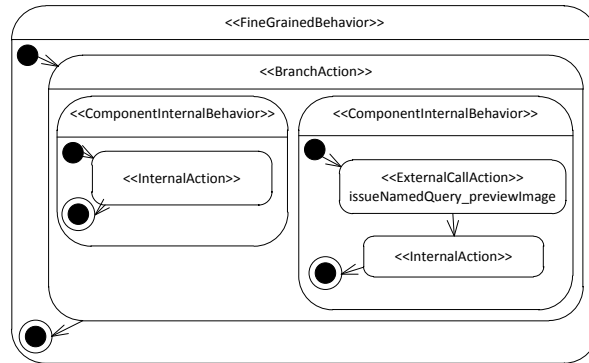 <<FineGrainedBehavior>>
<<BranchAction>>
<<ComponentInternalBehavior>>
<<InternalAction>>
<<ComponentInternalBehavior>>
<<ExternalCallAction>>
issueNamedQuery_previewImage
<<InternalAction>>